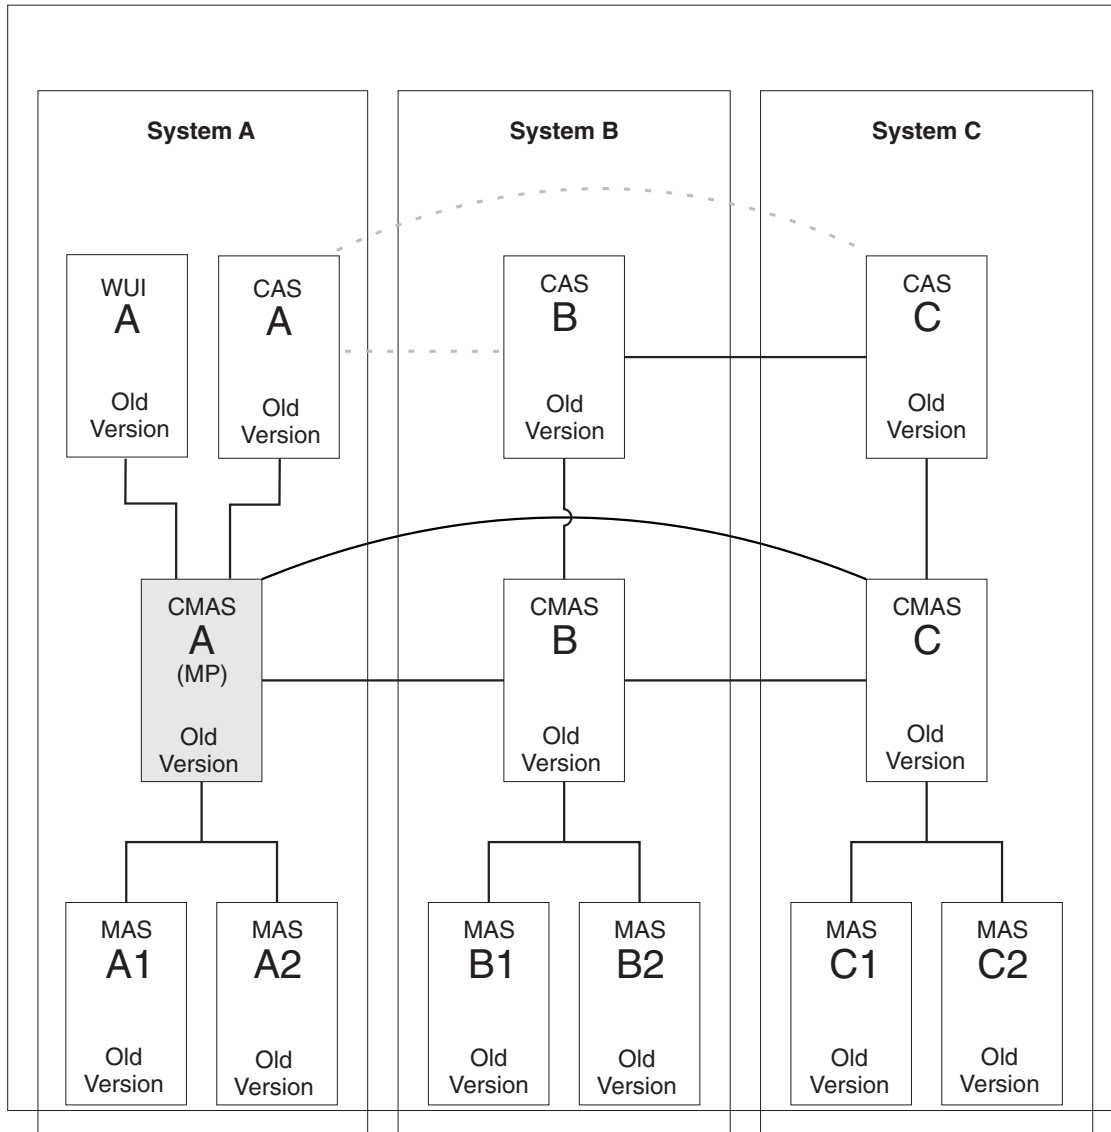 System A
System B
System C
WUI
A
Old
Version
CAS
A
Old
Version
CAS
B
Old
Version
CAS
C
Old
Version
CMAS
A
(MP)
Old
Version
CMAS
B
Old
Version
CMAS
C
Old
Version
MAS
A1
Old
Version
MAS
A2
Old
Version
MAS
B1
Old
Version
MAS
B2
Old
Version
MAS
C1
Old
Version
MAS
C2
Old
Version